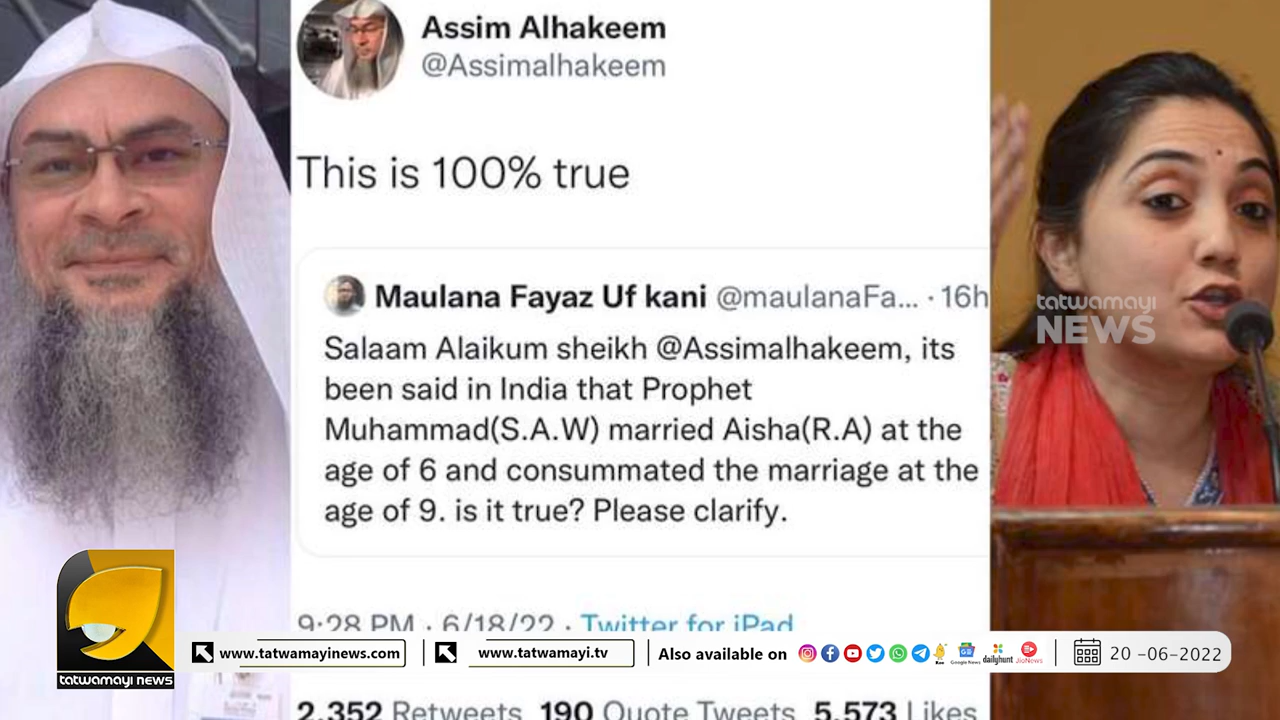 Assim Alhakeem
@Assimalhakeem
This is 100% true
Maulana Fayaz Uf kani @maulanaFa... · 16h
Salaam Alaikum sheikh @Assimalhakeem, its
been said in India that Prophet
Muhammad(S.A.W) married Aisha(R.A) at the
age of 6 and consummated the marriage at the
age of 9. is it true? Please clarify.
9:28 PM · 6/18/22 · Twitter for iPad
2,352 Retweets 190 Quote Tweets 5,573 Likes
tatwamayi
NEWS
tatwamayi news
www.tatwamayinews.com
www.tatwamayi.tv
Also available on
Google News
dailyhunt
JioNews
20 -06-2022